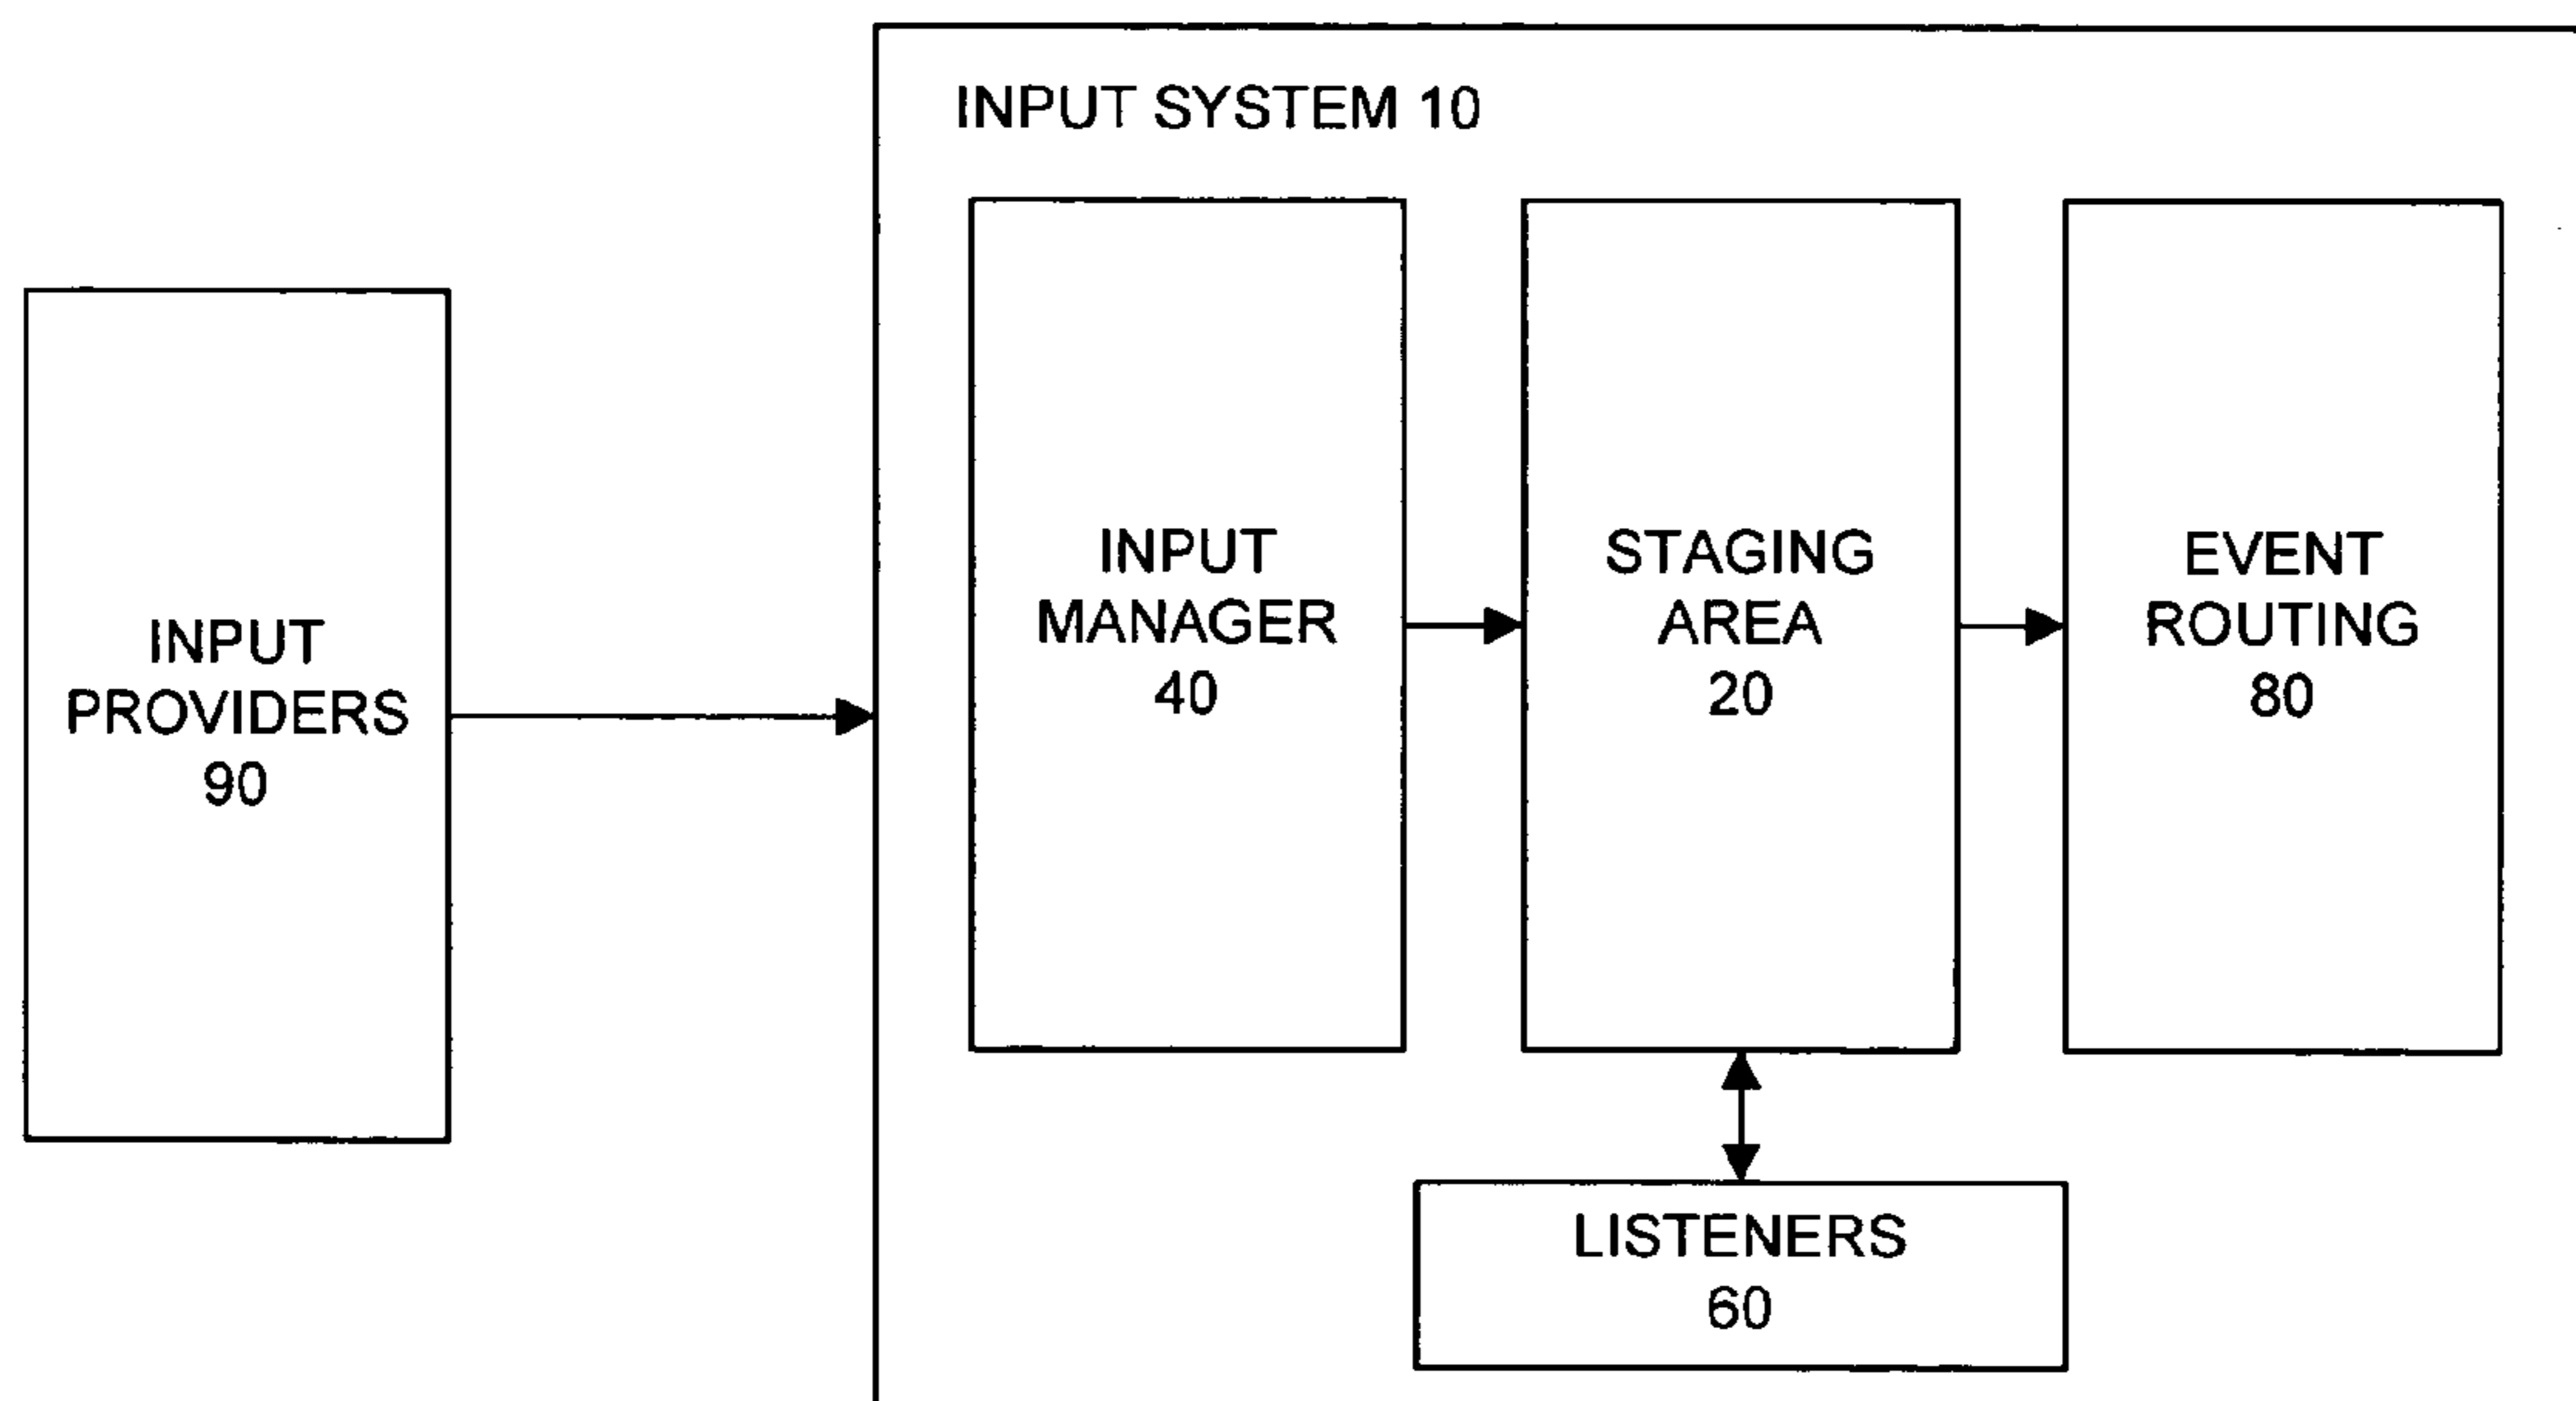 INPUT SYSTEM 10
INPUT
PROVIDERS
90
INPUT
MANAGER
40
STAGING
AREA
20
EVENT
ROUTING
80
LISTENERS
60